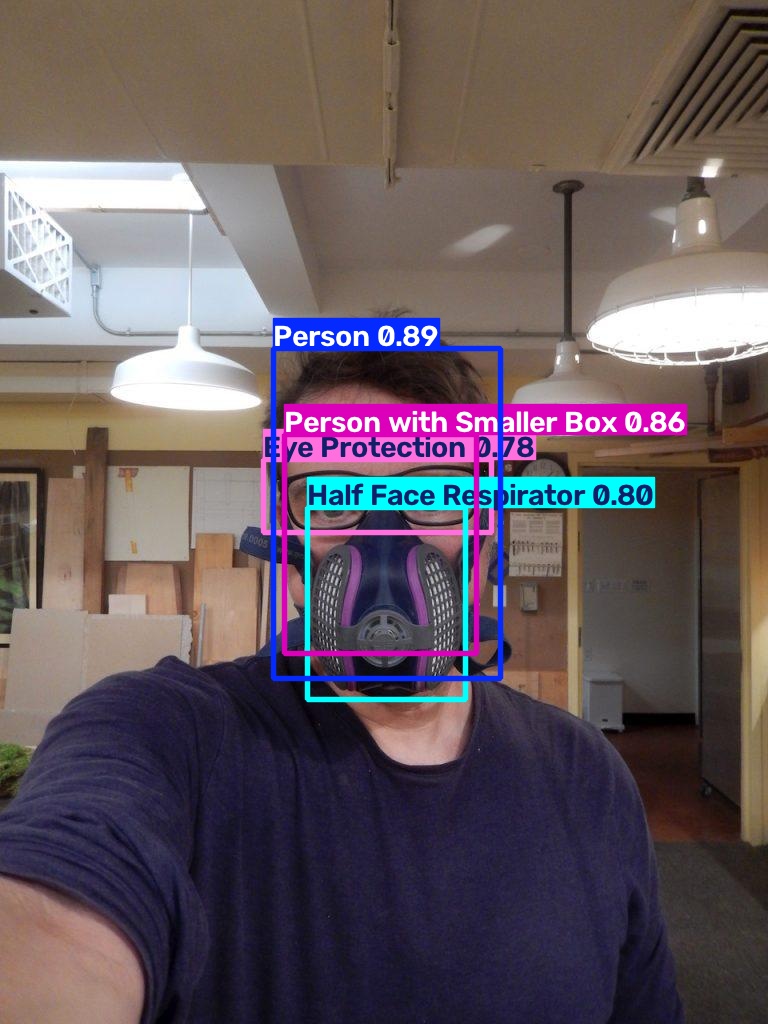 Person 0.89
Person with Smaller Box 0.86
Eye Protection 0.78
Half Face Respirator 0.80